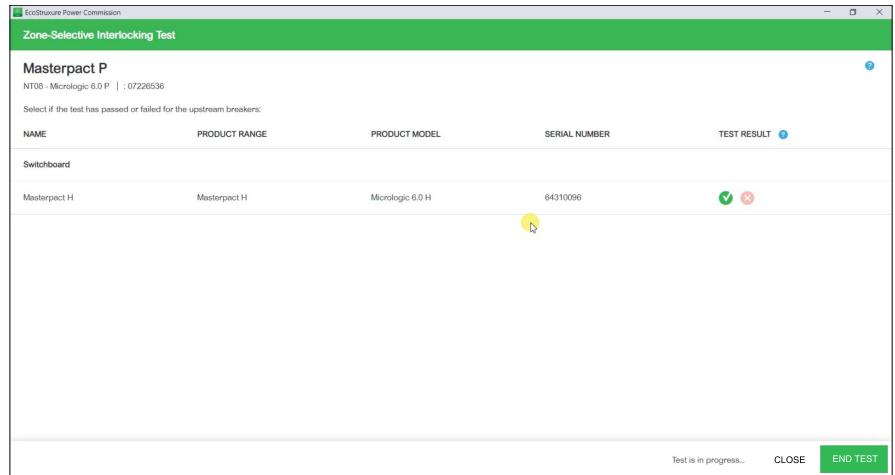 EcoStruxure Power Commission
Zone-Selective Interlocking Test
Masterpact P
NT08 - Micrologic 6.0 P | : 07226536
Select if the test has passed or failed for the upstream breakers:
NAME PRODUCT RANGE PRODUCT MODEL SERIAL NUMBER TEST RESULT ?
Switchboard
Masterpact H Masterpact H Micrologic 6.0 H 64310096
Test is in progress... CLOSE END TEST